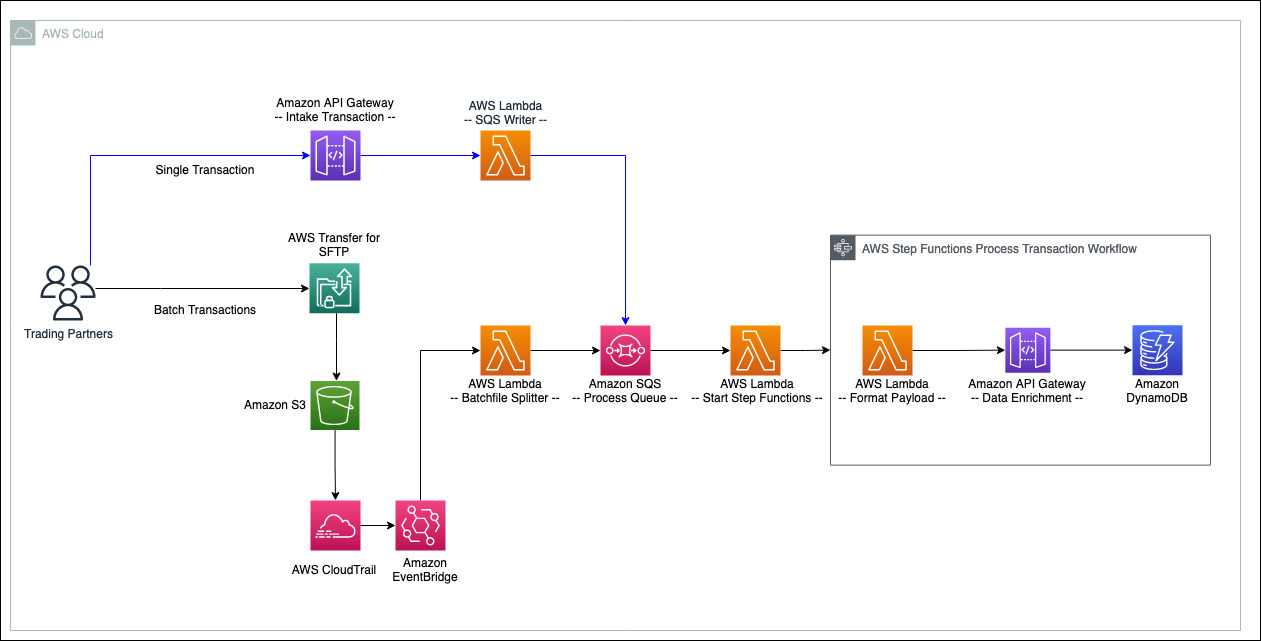 AWS Cloud
Amazon API Gateway
-- Intake Transaction --
AWS Lambda
-- SQS Writer --
Single Transaction
AWS Transfer for
SFTP
Trading Partners
Batch Transactions
Amazon S3
AWS CloudTrail
Amazon
EventBridge
AWS Lambda
-- Batchfile Splitter --
Amazon SQS
-- Process Queue --
AWS Lambda
-- Start Step Functions --
AWS Step Functions Process Transaction Workflow
AWS Lambda
-- Format Payload --
Amazon API Gateway
-- Data Enrichment --
Amazon
DynamoDB